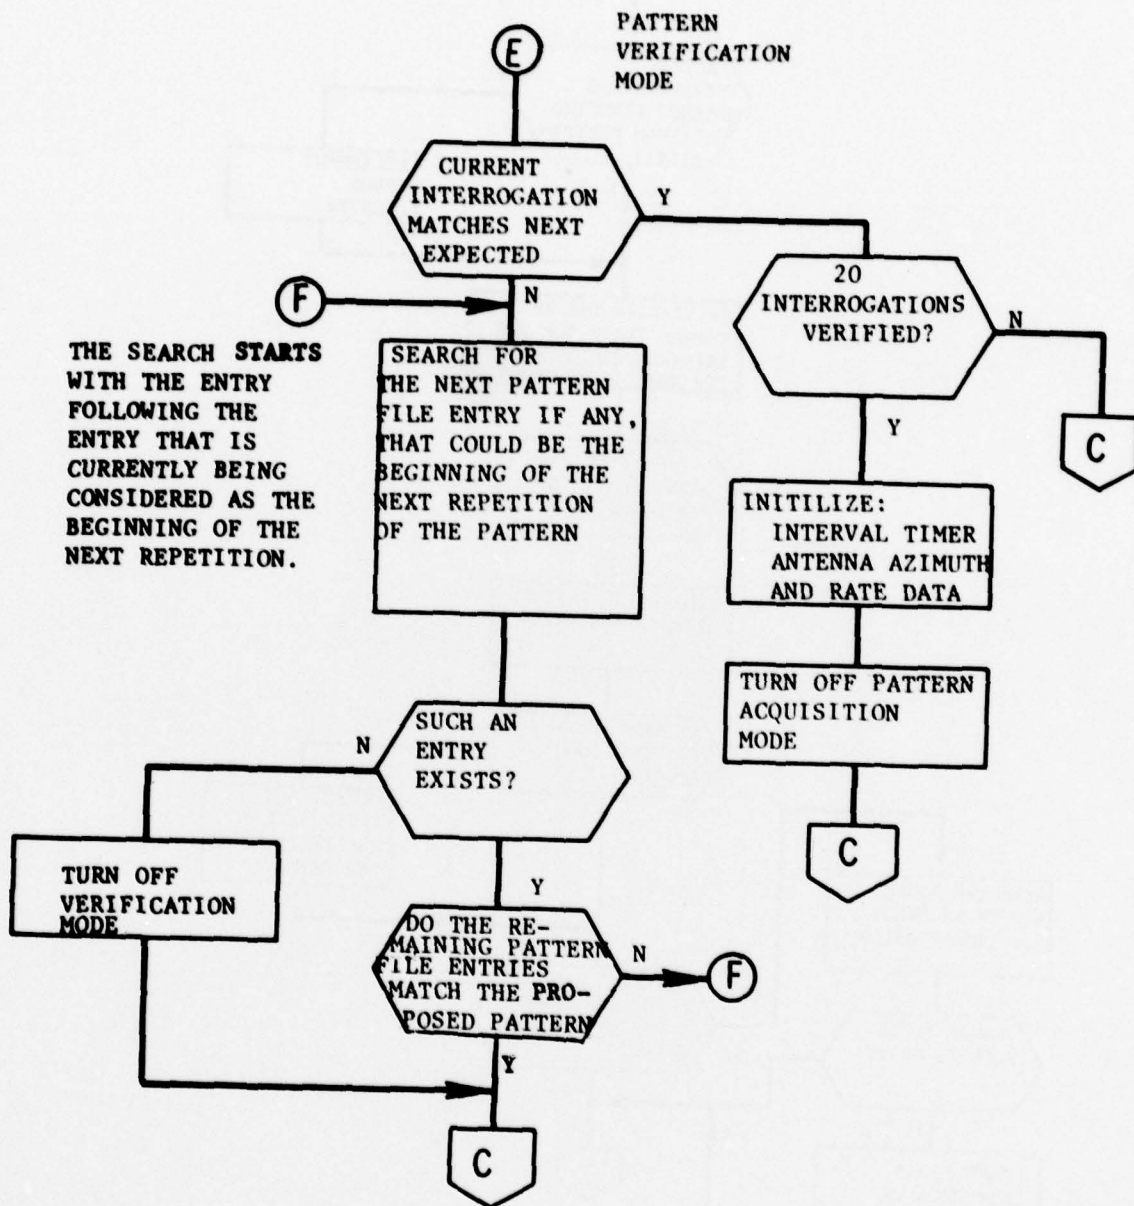 E
PATTERN
VERIFICATION
MODE
CURRENT
INTERROGATION
MATCHES NEXT
EXPECTED
Y
N
F
20
INTERROGATIONS
VERIFIED?
N
C
Y
THE SEARCH STARTS
WITH THE ENTRY
FOLLOWING THE
ENTRY THAT IS
CURRENTLY BEING
CONSIDERED AS THE
BEGINNING OF THE
NEXT REPETITION.
SEARCH FOR
THE NEXT PATTERN
FILE ENTRY IF ANY,
THAT COULD BE THE
BEGINNING OF THE
NEXT REPETITION
OF THE PATTERN
INITILIZE:
INTERVAL TIMER
ANTENNA AZIMUTH
AND RATE DATA
TURN OFF PATTERN
ACQUISITION
MODE
C
SUCH AN
ENTRY
EXISTS?
N
Y
TURN OFF
VERIFICATION
MODE
DO THE RE-
MAINING PATTERN
FILE ENTRIES
MATCH THE PRO-
POSED PATTERN
N
F
Y
C